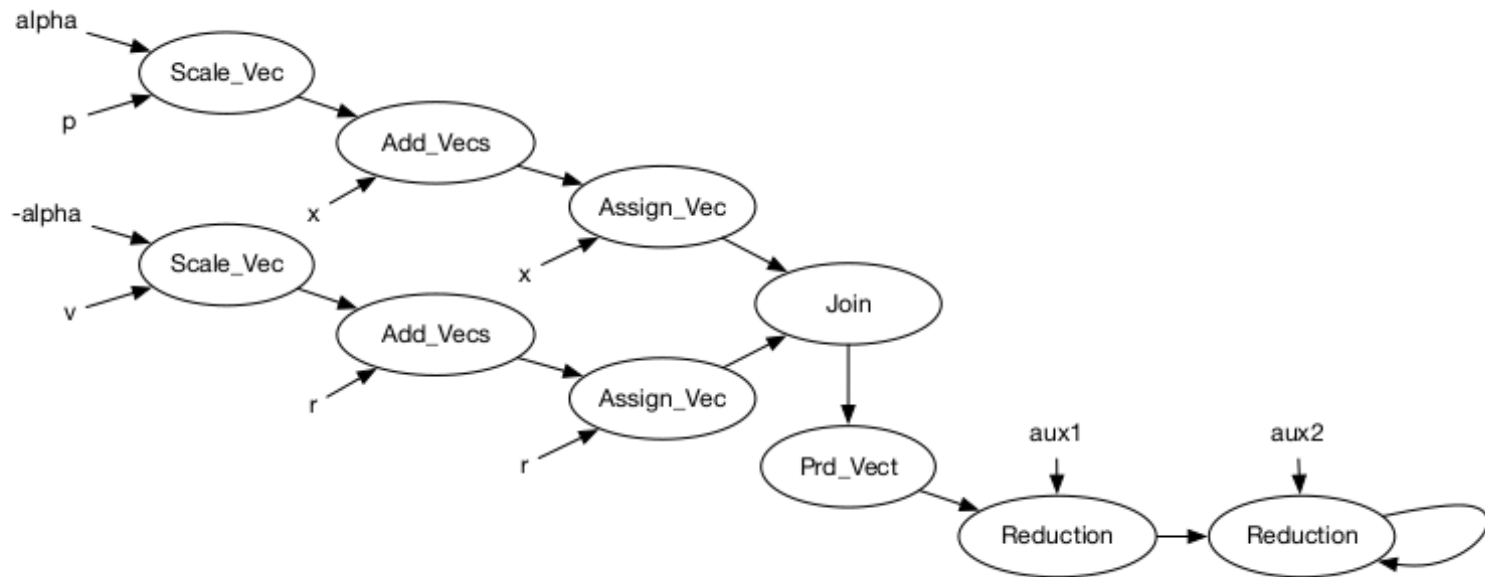 alpha
Scale_Vec
p
Add_Vecs
x
Assign_Vec
x
-alpha
Scale_Vec
v
Add_Vecs
r
Assign_Vec
r
Join
Prd_Vect
aux1
Reduction
aux2
Reduction